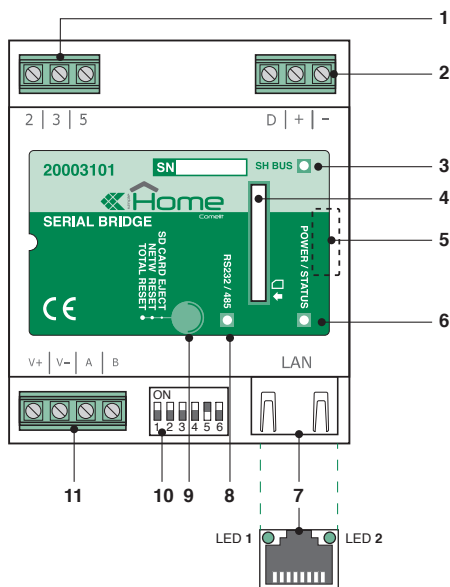 1
2
2 | 3 | 5
D | + | −
20003101
SN
SH BUS
3
4
Home
Comelit
SERIAL BRIDGE
5
SD CARD EJECT
NETW RESET
TOTAL RESET
RS232 / 485
POWER / STATUS
6
CE
V+ | V− | A | B
LAN
ON
1 2 3 4 5 6
11
10
9
8
7
LED 1
LED 2